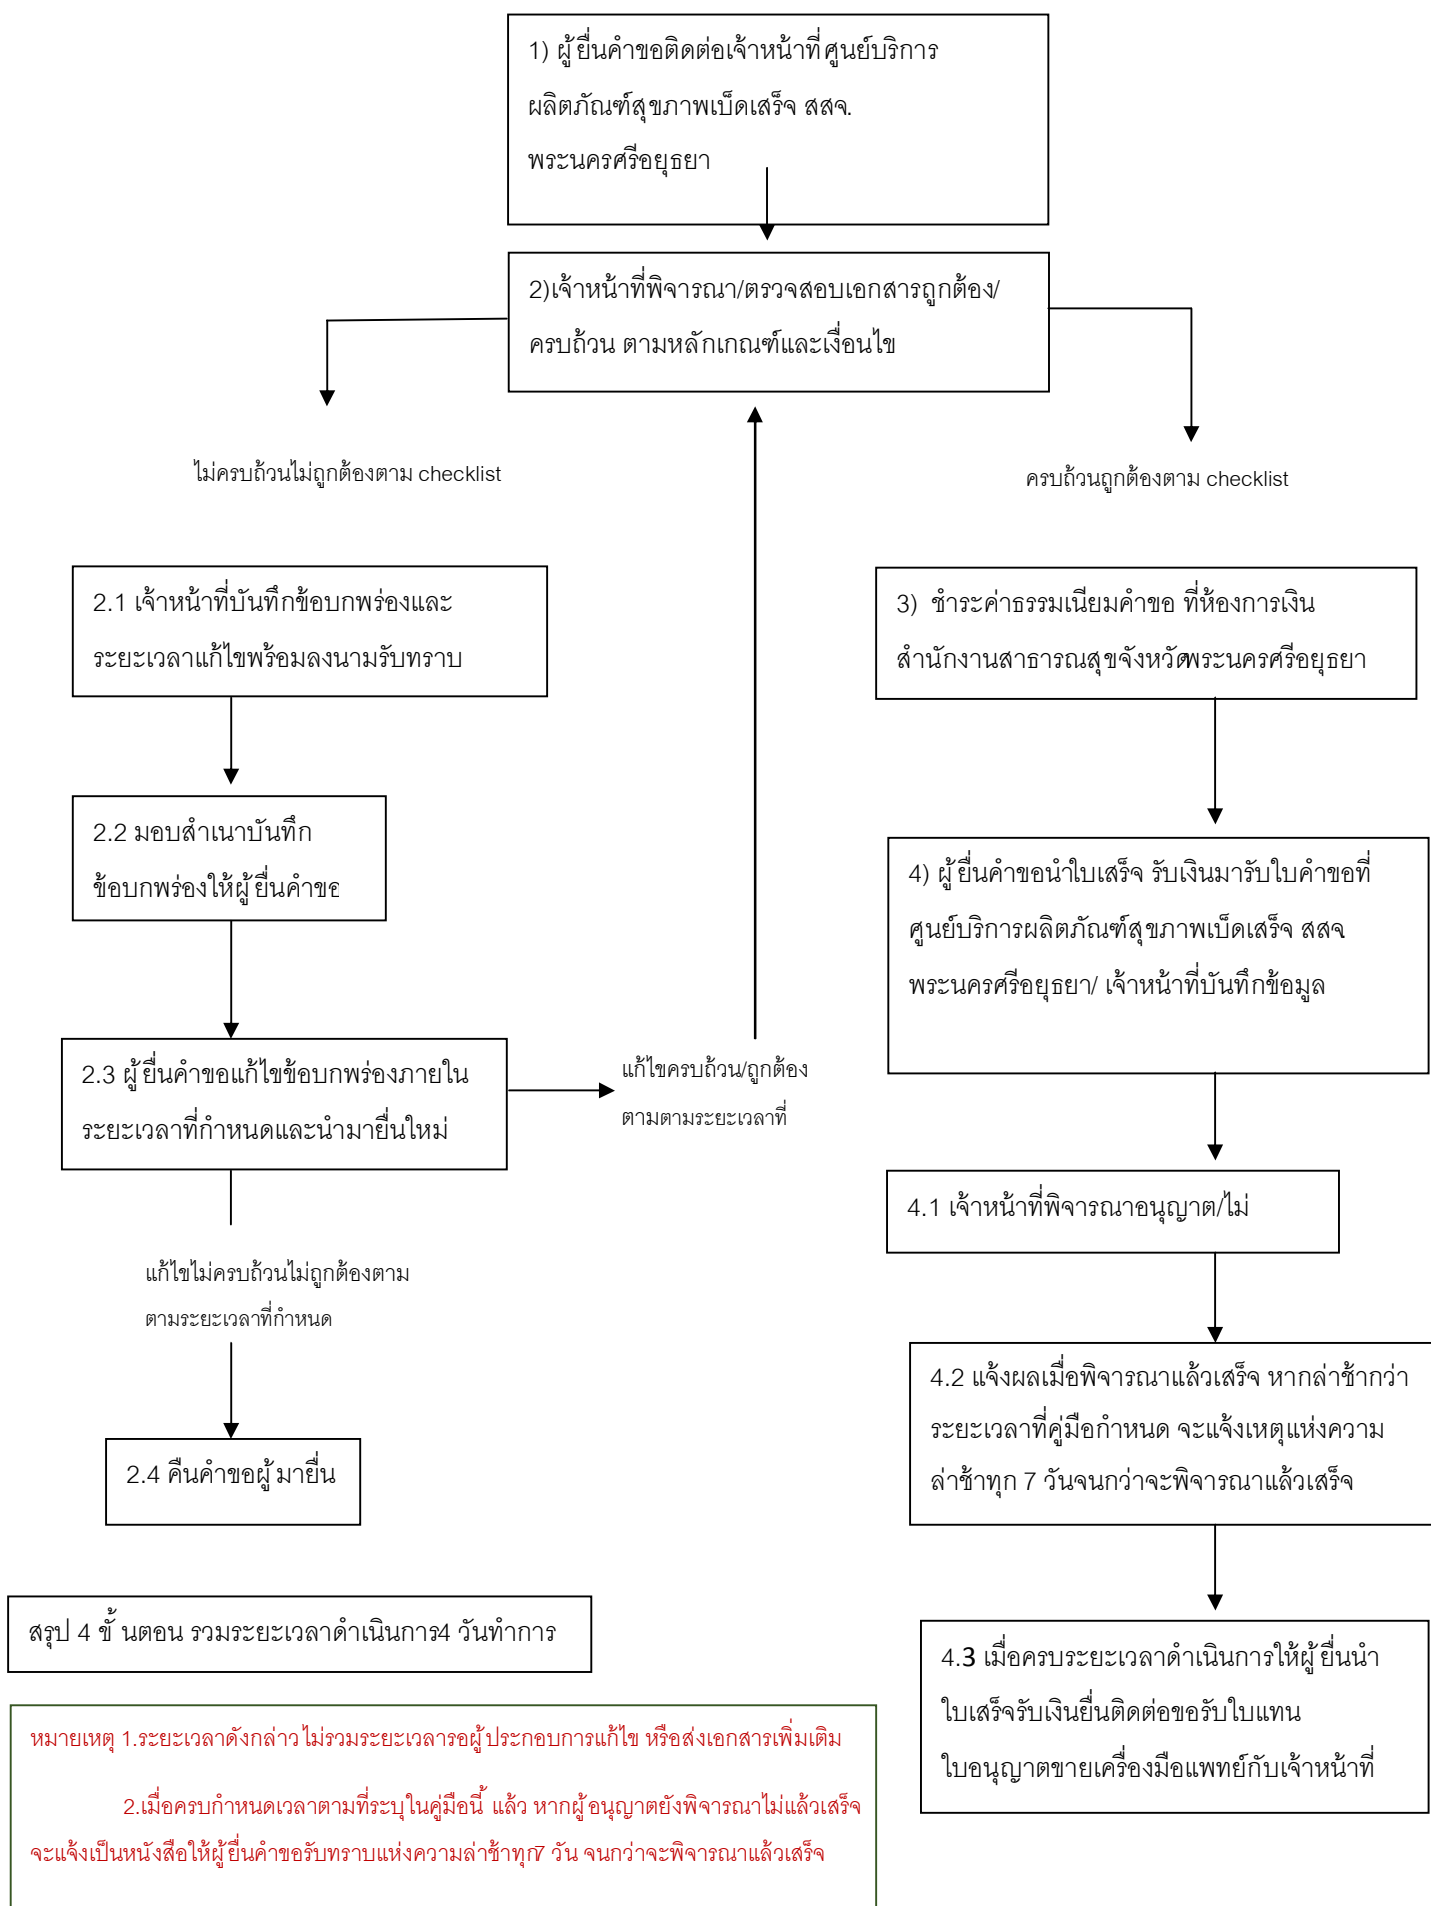 1) ผู้ยื่นคำขอติดต่อเจ้าหน้าที่ศูนย์บริการ
ผลิตภัณฑ์สุขภาพเบ็ดเสร็จ สสจ.
พระนครศรีอยุธยา
2)เจ้าหน้าที่พิจารณา/ตรวจสอบเอกสารถูกต้อง/
ครบถ้วน ตามหลักเกณฑ์และเงื่อนไข
ไม่ครบถ้วนไม่ถูกต้องตาม checklist
ครบถ้วนถูกต้องตาม checklist
2.1 เจ้าหน้าที่บันทึกข้อบกพร่องและ
ระยะเวลาแก้ไขพร้อมลงนามรับทราบ
3) ชำระค่าธรรมเนียมคำขอ ที่ห้องการเงิน
สำนักงานสาธารณสุขจังหวัดพระนครศรีอยุธยา
2.2 มอบสำเนาบันทึก
ข้อบกพร่องให้ผู้ยื่นคำขอ
4) ผู้ยื่นคำขอนำใบเสร็จ รับเงินมารับใบคำขอที่
ศูนย์บริการผลิตภัณฑ์สุขภาพเบ็ดเสร็จ สสจ
พระนครศรีอยุธยา/ เจ้าหน้าที่บันทึกข้อมูล
2.3 ผู้ยื่นคำขอแก้ไขข้อบกพร่องภายใน
ระยะเวลาที่กำหนดและนำมายื่นใหม่
แก้ไขครบถ้วน/ถูกต้อง
ตามตามระยะเวลาที่
4.1 เจ้าหน้าที่พิจารณาอนุญาต/ไม่
แก้ไขไม่ครบถ้วนไม่ถูกต้องตาม
ตามระยะเวลาที่กำหนด
4.2 แจ้งผลเมื่อพิจารณาแล้วเสร็จ หากล่าช้ากว่า
ระยะเวลาที่คู่มือกำหนด จะแจ้งเหตุแห่งความ
ล่าช้าทุก 7 วันจนกว่าจะพิจารณาแล้วเสร็จ
2.4 คืนคำขอผู้มายื่น
สรุป 4 ขั้นตอน รวมระยะเวลาดำเนินการ4 วันทำการ
4.3 เมื่อครบระยะเวลาดำเนินการให้ผู้ยื่นนำ
ใบเสร็จรับเงินยื่นติดต่อขอรับใบแทน
ใบอนุญาตขายเครื่องมือแพทย์กับเจ้าหน้าที่
หมายเหตุ 1.ระยะเวลาดังกล่าว ไม่รวมระยะเวลารอผู้ประกอบการแก้ไข หรือส่งเอกสารเพิ่มเติม
2.เมื่อครบกำหนดเวลาตามที่ระบุในคู่มือนี้ แล้ว หากผู้อนุญาตยังพิจารณาไม่แล้วเสร็จ
จะแจ้งเป็นหนังสือให้ผู้ยื่นคำขอรับทราบแห่งความล่าช้าทุก7 วัน จนกว่าจะพิจารณาแล้วเสร็จ